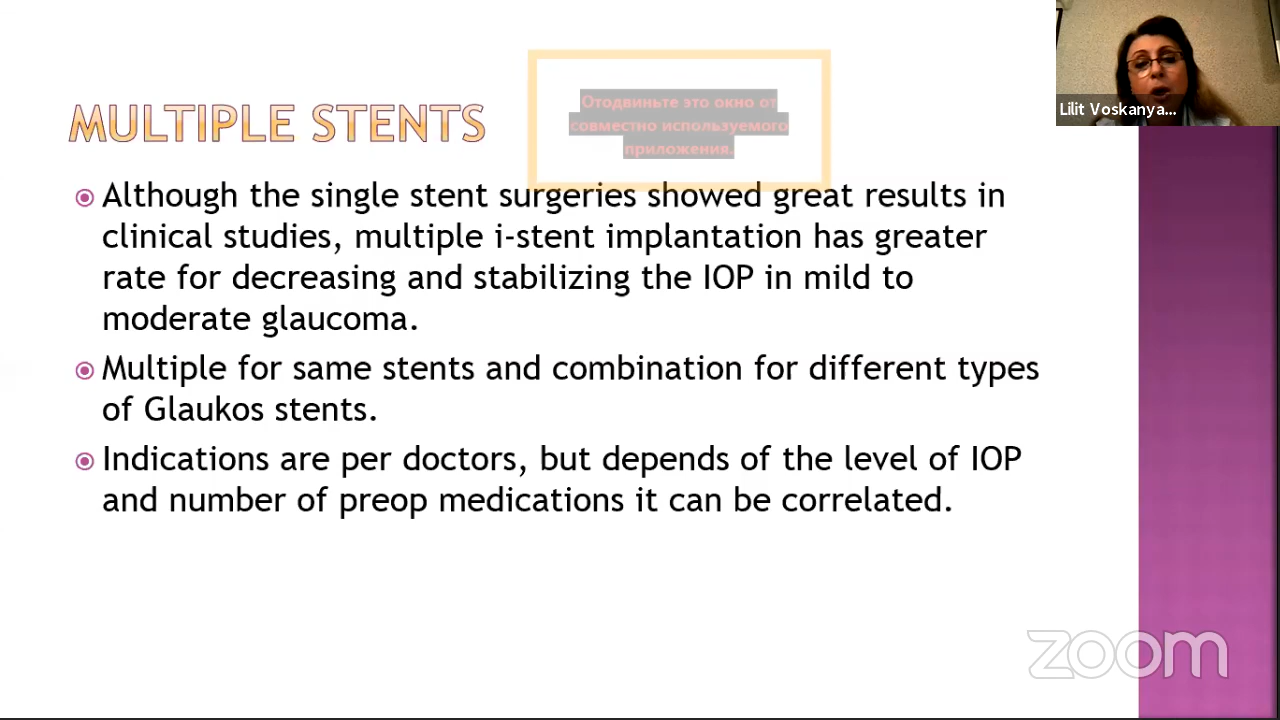 MULTIPLE STENTS
Отодвиньте это окно от
совместно используемого
приложения.
Lilit Voskanya...
Although the single stent surgeries showed great results in
clinical studies, multiple i-stent implantation has greater
rate for decreasing and stabilizing the IOP in mild to
moderate glaucoma.
Multiple for same stents and combination for different types
of Glaukos stents.
Indications are per doctors, but depends of the level of IOP
and number of preop medications it can be correlated.
zoom